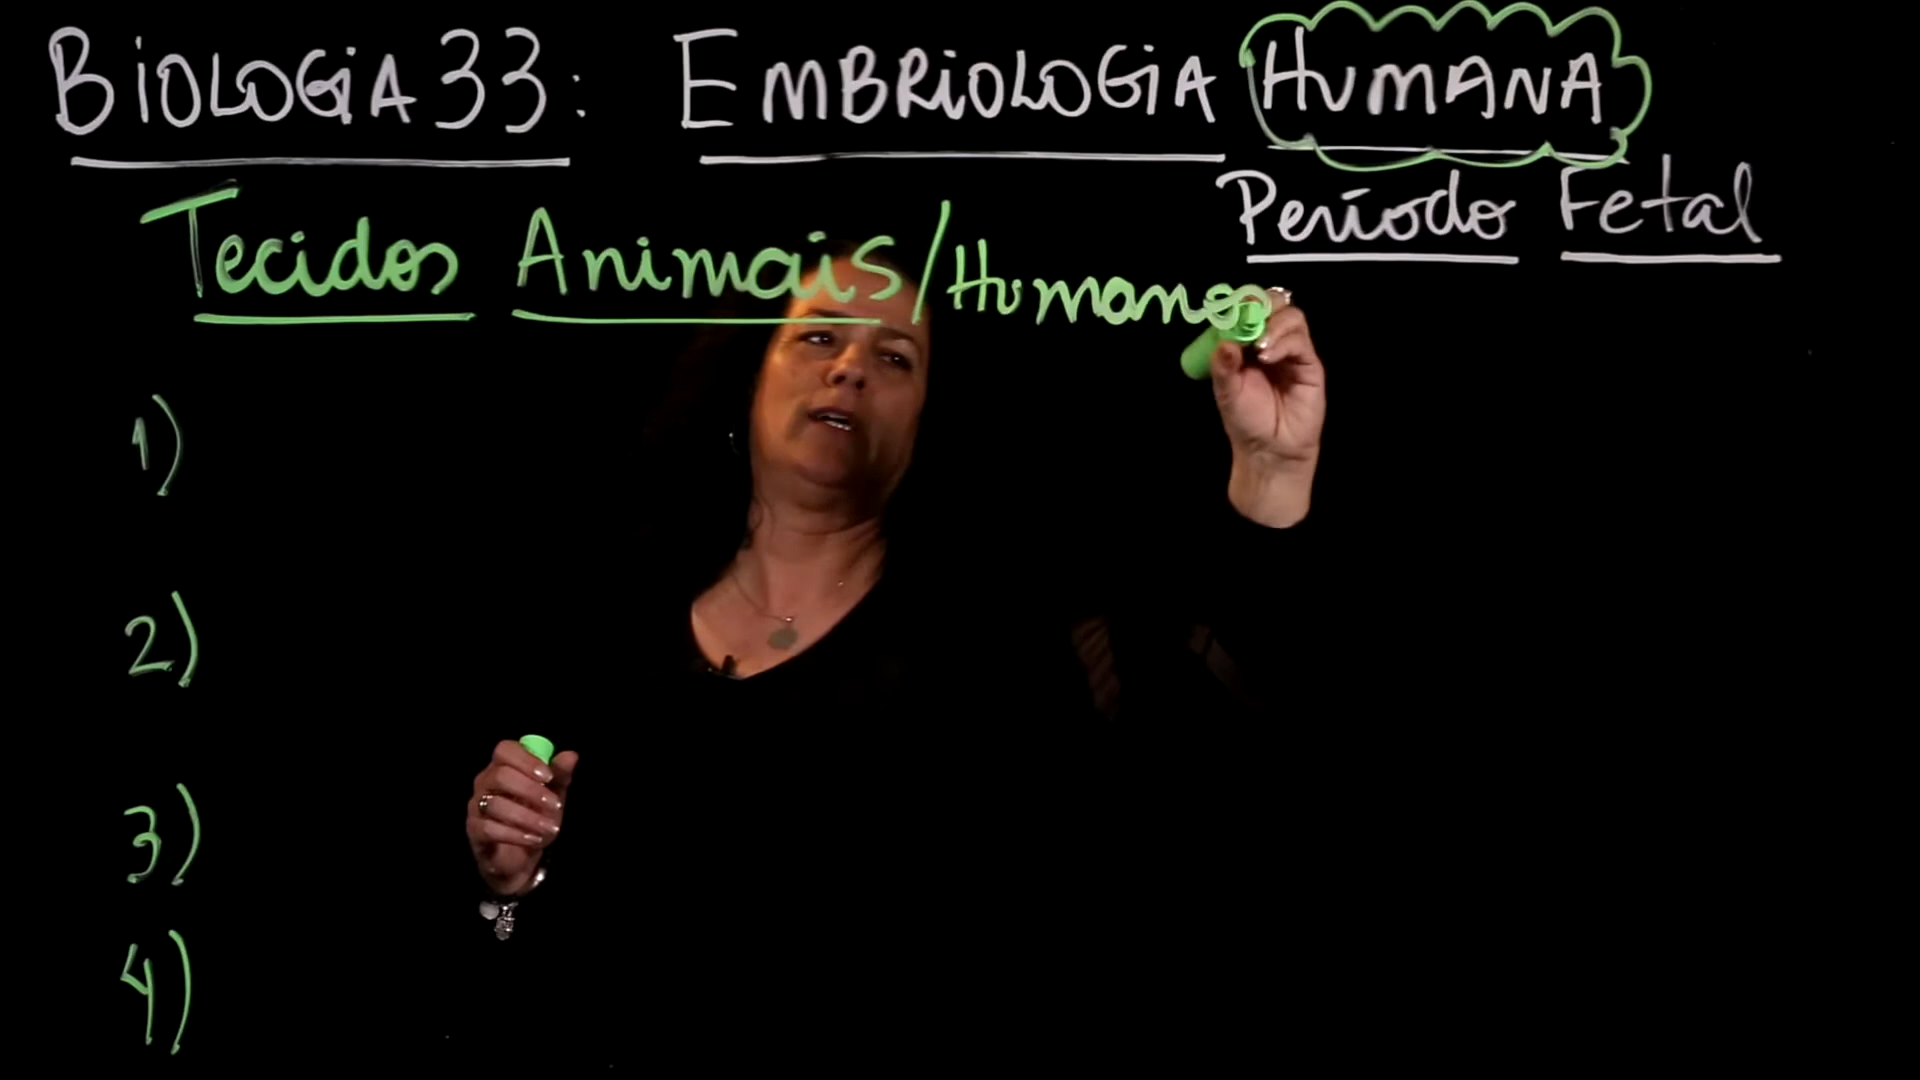 BIOLOGIA 33: EMBRIOLOGIA HUMANA
Período Fetal
Tecidos Animais/Humanos
1)
2)
3)
4)